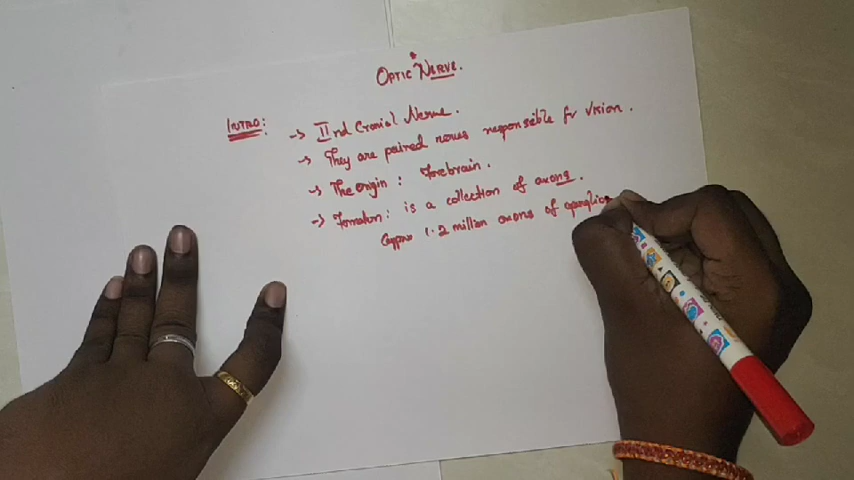 OPTIC NERVE.
INTRO:
→ IInd Cranial Nerve.
→ They are paired nerves responsible for vision.
→ The origin: Forebrain.
→ Formation: is a collection of axons.
(approx 1.2 million axons of ganglion